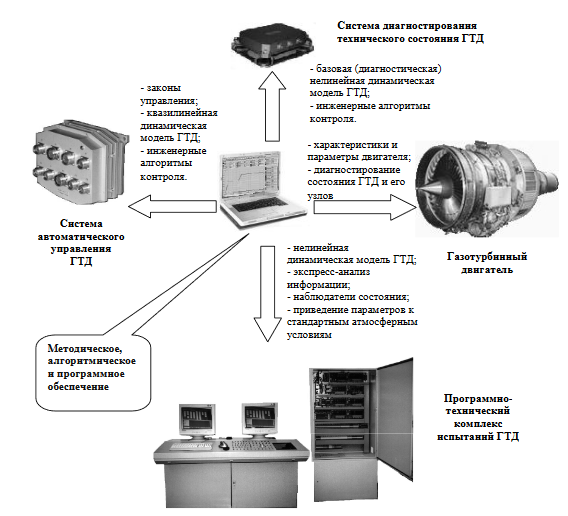 Система диагностирования
технического состояния ГТД
- базовая (диагностическая)
нелинейная динамическая
модель ГТД;
- инженерные алгоритмы
контроля.
- законы
управления;
- квазилинейная
динамическая
модель ГТД;
- инженерные
алгоритмы
контроля.
- характеристики и
параметры двигателя;
- диагностирование
состояния ГТД и его
узлов
Система
автоматического
управления
ГТД
Газотурбинный
двигатель
- нелинейная
динамическая модель ГТД;
- экспресс-анализ
информации;
- наблюдатели состояния;
- приведение параметров к
стандартным атмосферным
условиям
Методическое,
алгоритмическое
и программное
обеспечение
Программно-
технический
комплекс
испытаний ГТД